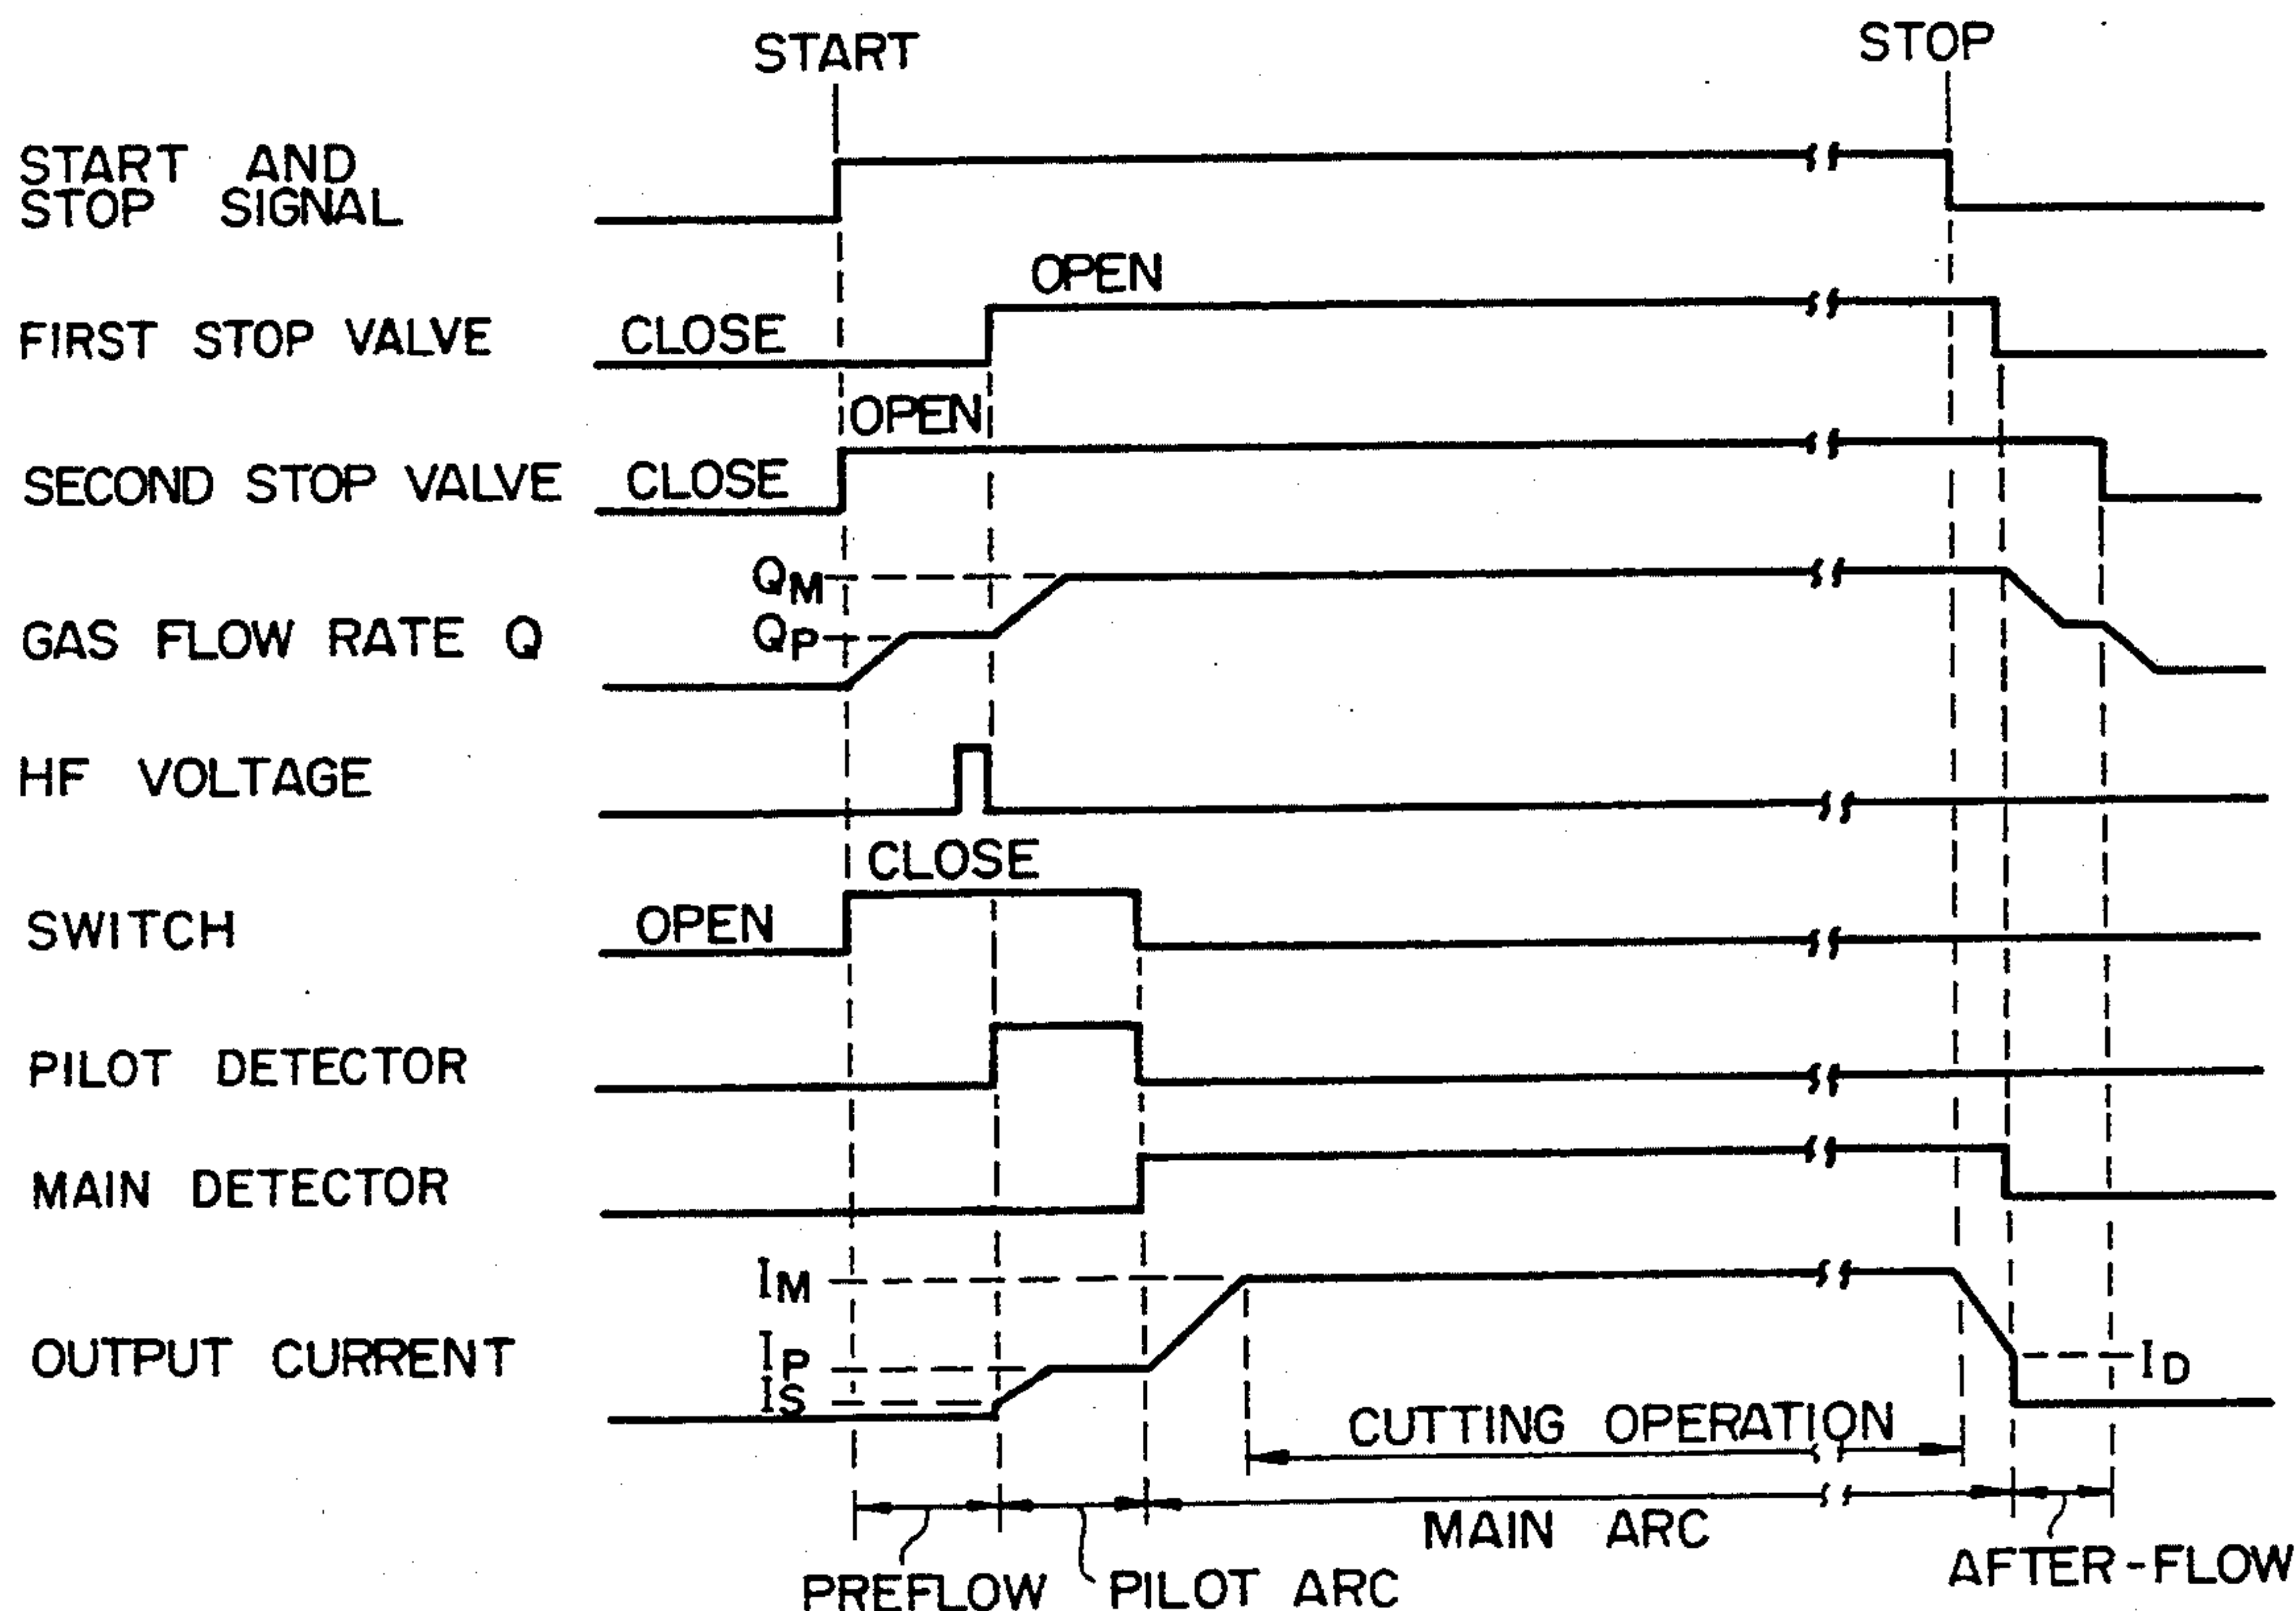 START
STOP
START AND
STOP SIGNAL
OPEN
FIRST STOP VALVE
CLOSE
OPEN
SECOND STOP VALVE
CLOSE
QM
QP
GAS FLOW RATE Q
HF VOLTAGE
CLOSE
SWITCH
OPEN
PILOT DETECTOR
MAIN DETECTOR
IM
OUTPUT CURRENT
IP
IS
ID
CUTTING OPERATION
MAIN ARC
PREFLOW
PILOT ARC
AFTER-FLOW